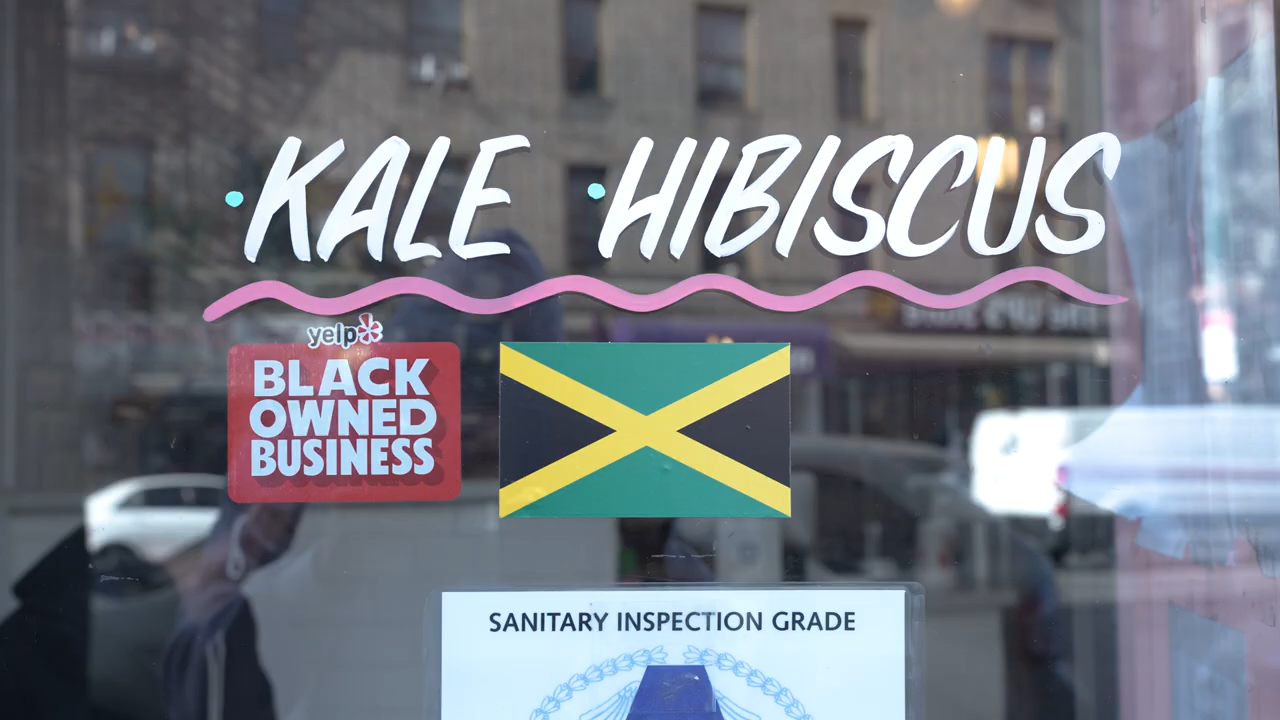 • KALE • HIBISCUS
yelp
BLACK
OWNED
BUSINESS
SANITARY INSPECTION GRADE